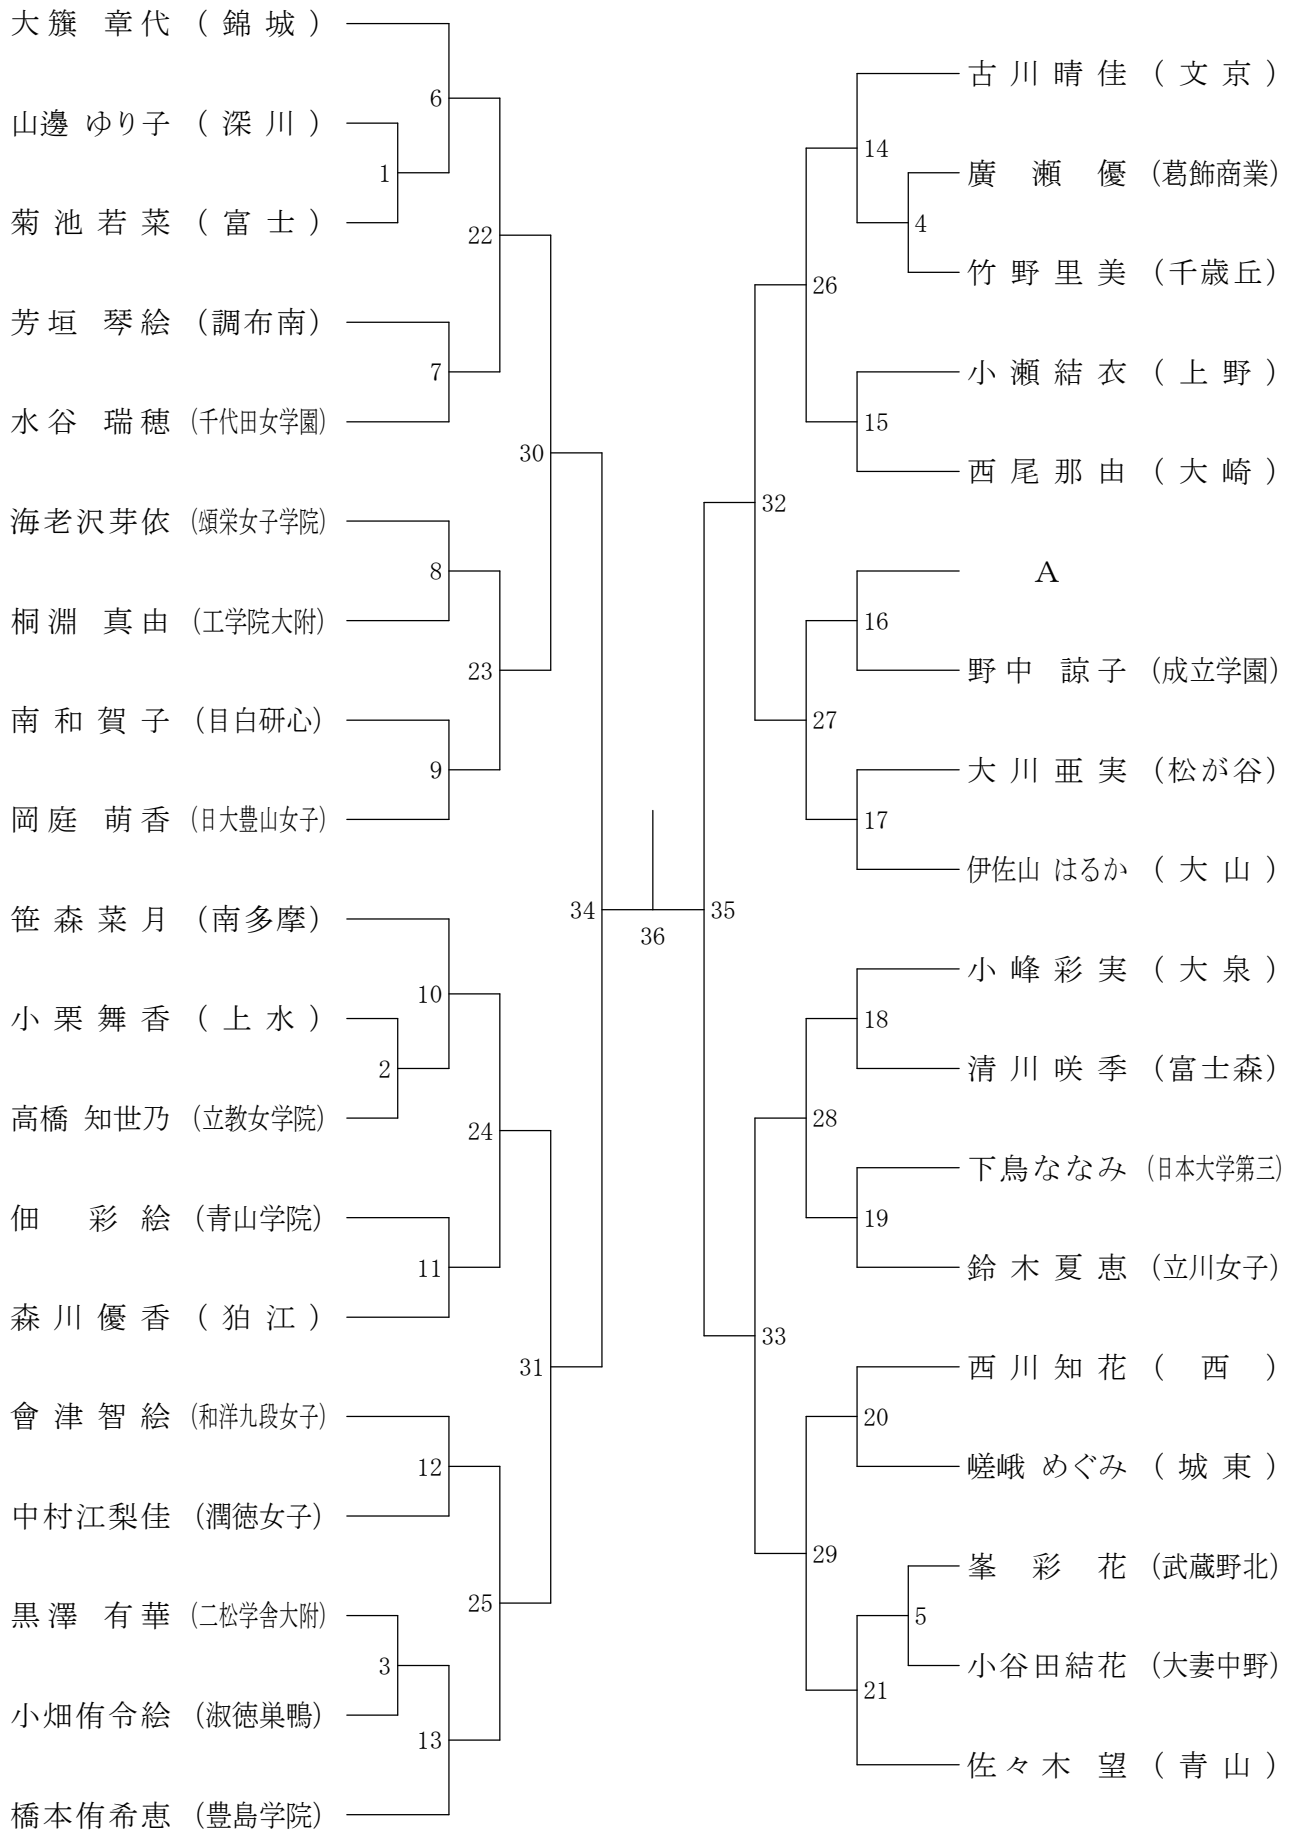 大籏 章代 (錦城)
6
山邊 ゆり子 (深川)
1
菊池若菜 (富士)
22
芳垣 琴絵 (調布南)
7
水谷 瑞穂 (千代田女学園)
30
海老沢芽依 (頌栄女子学院)
8
桐淵 真由 (工学院大附)
23
南和賀子 (目白研心)
9
岡庭 萌香 (日大豊山女子)
34
笹森菜月 (南多摩)
10
小栗舞香 (上水)
2
高橋 知世乃 (立教女学院)
24
佃 彩絵 (青山学院)
11
森川優香 (狛江)
31
會津智絵 (和洋九段女子)
12
中村江梨佳 (潤徳女子)
25
黒澤 有華 (二松学舎大附)
3
小畑侑令絵 (淑徳巣鴨)
13
橋本侑希恵 (豊島学院)
36
古川晴佳 (文京)
14
廣瀬優 (葛飾商業)
4
竹野里美 (千歳丘)
26
小瀬結衣 (上野)
15
西尾那由 (大崎)
32
A
16
野中 諒子 (成立学園)
27
大川亜実 (松が谷)
17
伊佐山 はるか (大山)
35
小峰彩実 (大泉)
18
清川咲季 (富士森)
28
下鳥ななみ (日本大学第三)
19
鈴木夏恵 (立川女子)
33
西川知花 (西)
20
嵯峨 めぐみ (城東)
29
峯彩花 (武蔵野北)
5
小谷田結花 (大妻中野)
21
佐々木望 (青山)